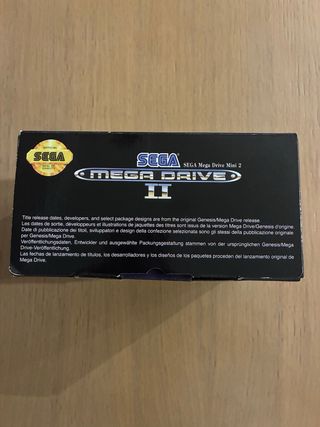 SEGA
SEGA
SEGA Mega Drive Mini 2
MEGA DRIVE
II
Title release dates, developers, and select package designs are from the original Genesis/Mega Drive release.
Les dates de sortie, développeurs et illustrations de jaquettes des titres sont issus de la version Mega Drive/Genesis d'origine.
Date di pubblicazione dei titoli, sviluppatori e design della confezione selezionata sono gli stessi della pubblicazione originale
per Genesis/Mega Drive.
Veröffentlichungsdaten, Entwickler und ausgewählte Packungsgestaltung stammen von der ursprünglichen Genesis/Mega
Drive-Veröffentlichung.
Las fechas de lanzamiento de títulos, los desarrolladores y los diseños de los paquetes proceden del lanzamiento original de
Mega Drive.